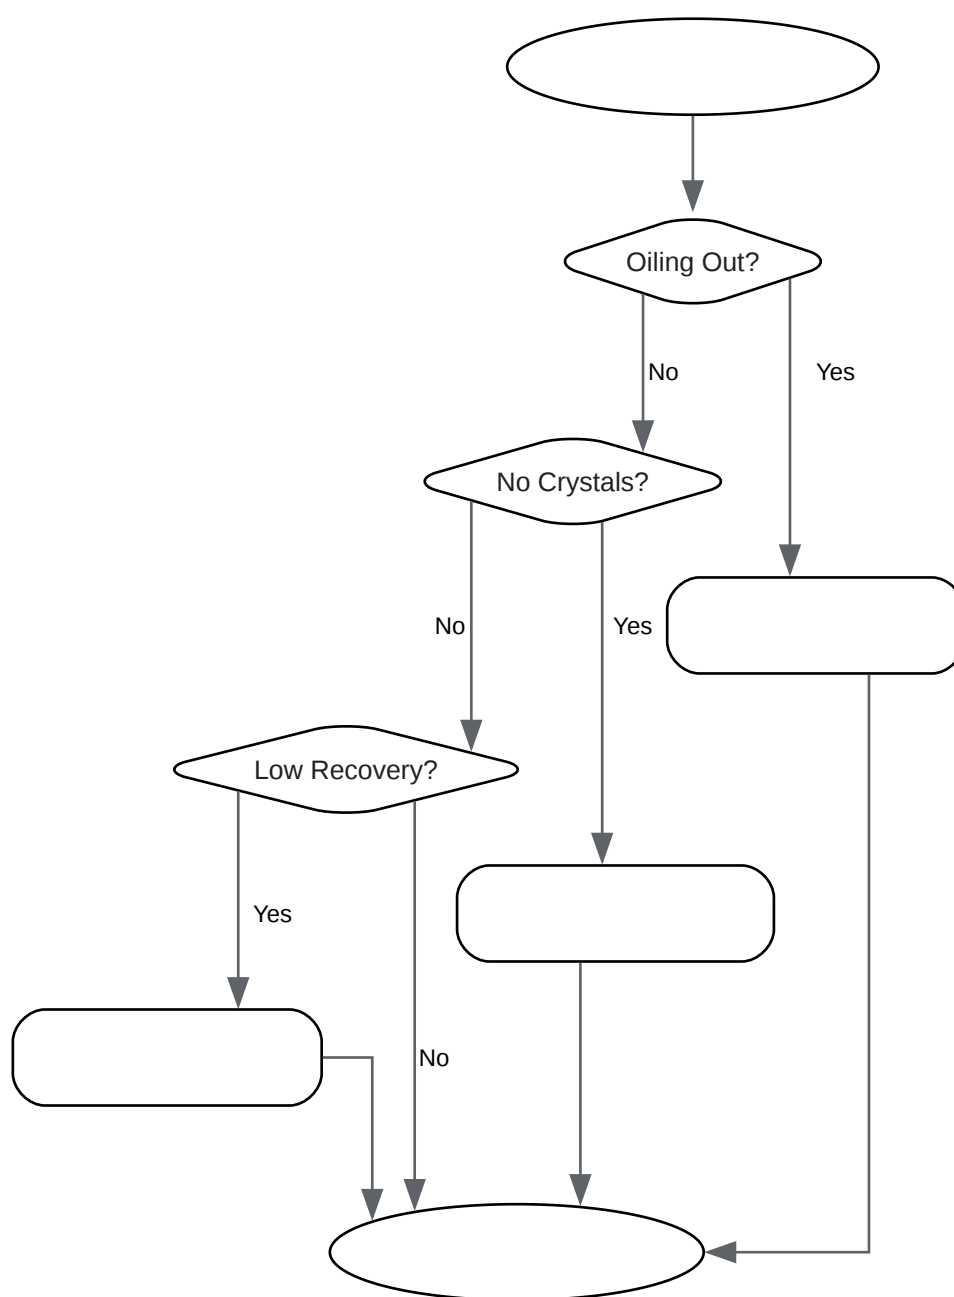 Oiling Out?
No
Yes
No Crystals?
No
Yes
Low Recovery?
Yes
No